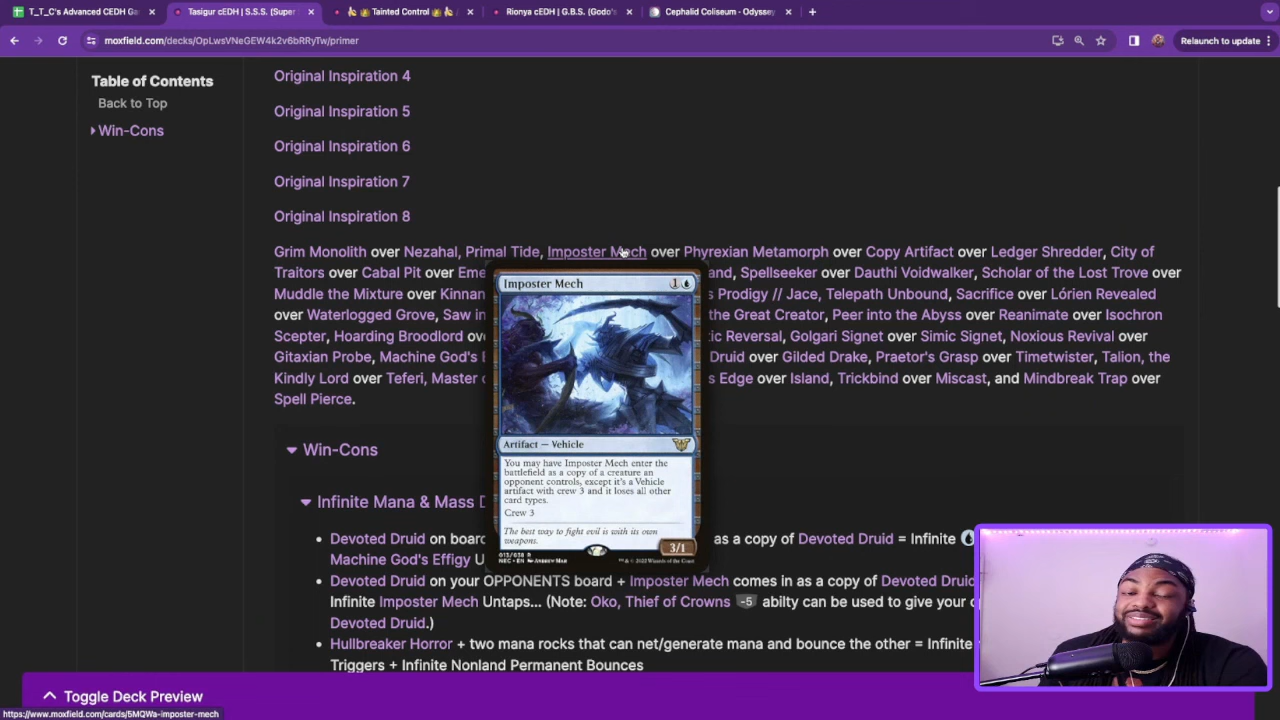 T_T_C's Advanced CEDH Ga
Tasigur cEDH | S.S.S. (Super
Tainted Control
Rionya cEDH | G.B.S. (Godo's
Cephalid Coliseum - Odyssey
moxfield.com/decks/OpLwsVNeGEW4k2v6bRRyTw/primer
Relaunch to update
Table of Contents
Back to Top
Win-Cons
Original Inspiration 4
Original Inspiration 5
Original Inspiration 6
Original Inspiration 7
Original Inspiration 8
Grim Monolith over Nezahal, Primal Tide, Imposter Mech over Phyrexian Metamorph over Copy Artifact over Ledger Shredder, City of
Traitors over Cabal Pit over Eme and, Spellseeker over Dauthi Voidwalker, Scholar of the Lost Trove over
Muddle the Mixture over Kinnan s Prodigy // Jace, Telepath Unbound, Sacrifice over Lórien Revealed
over Waterlogged Grove, Saw in the Great Creator, Peer into the Abyss over Reanimate over Isochron
Scepter, Hoarding Broodlord ov tic Reversal, Golgari Signet over Simic Signet, Noxious Revival over
Gitaxian Probe, Machine God's E Druid over Gilded Drake, Praetor's Grasp over Timetwister, Talion, the
Kindly Lord over Teferi, Master o s Edge over Island, Trickbind over Miscast, and Mindbreak Trap over
Spell Pierce.
Imposter Mech 1
Artifact — Vehicle
You may have Imposter Mech enter the
battlefield as a copy of a creature an
opponent controls, except it's a Vehicle
artifact with crew 3 and it loses all other
card types.
Crew 3
The best way to fight evil is with its own
weapons.
3/1
Win-Cons
Infinite Mana & Mass D
Devoted Druid on board as a copy of Devoted Druid = Infinite
Machine God's Effigy U
Devoted Druid on your OPPONENTS board + Imposter Mech comes in as a copy of Devoted Druid
Infinite Imposter Mech Untaps... (Note: Oko, Thief of Crowns -5 abilty can be used to give your o
Devoted Druid.)
Hullbreaker Horror + two mana rocks that can net/generate mana and bounce the other = Infinite
Triggers + Infinite Nonland Permanent Bounces
Toggle Deck Preview
https://www.moxfield.com/cards/5MQWa-imposter-mech